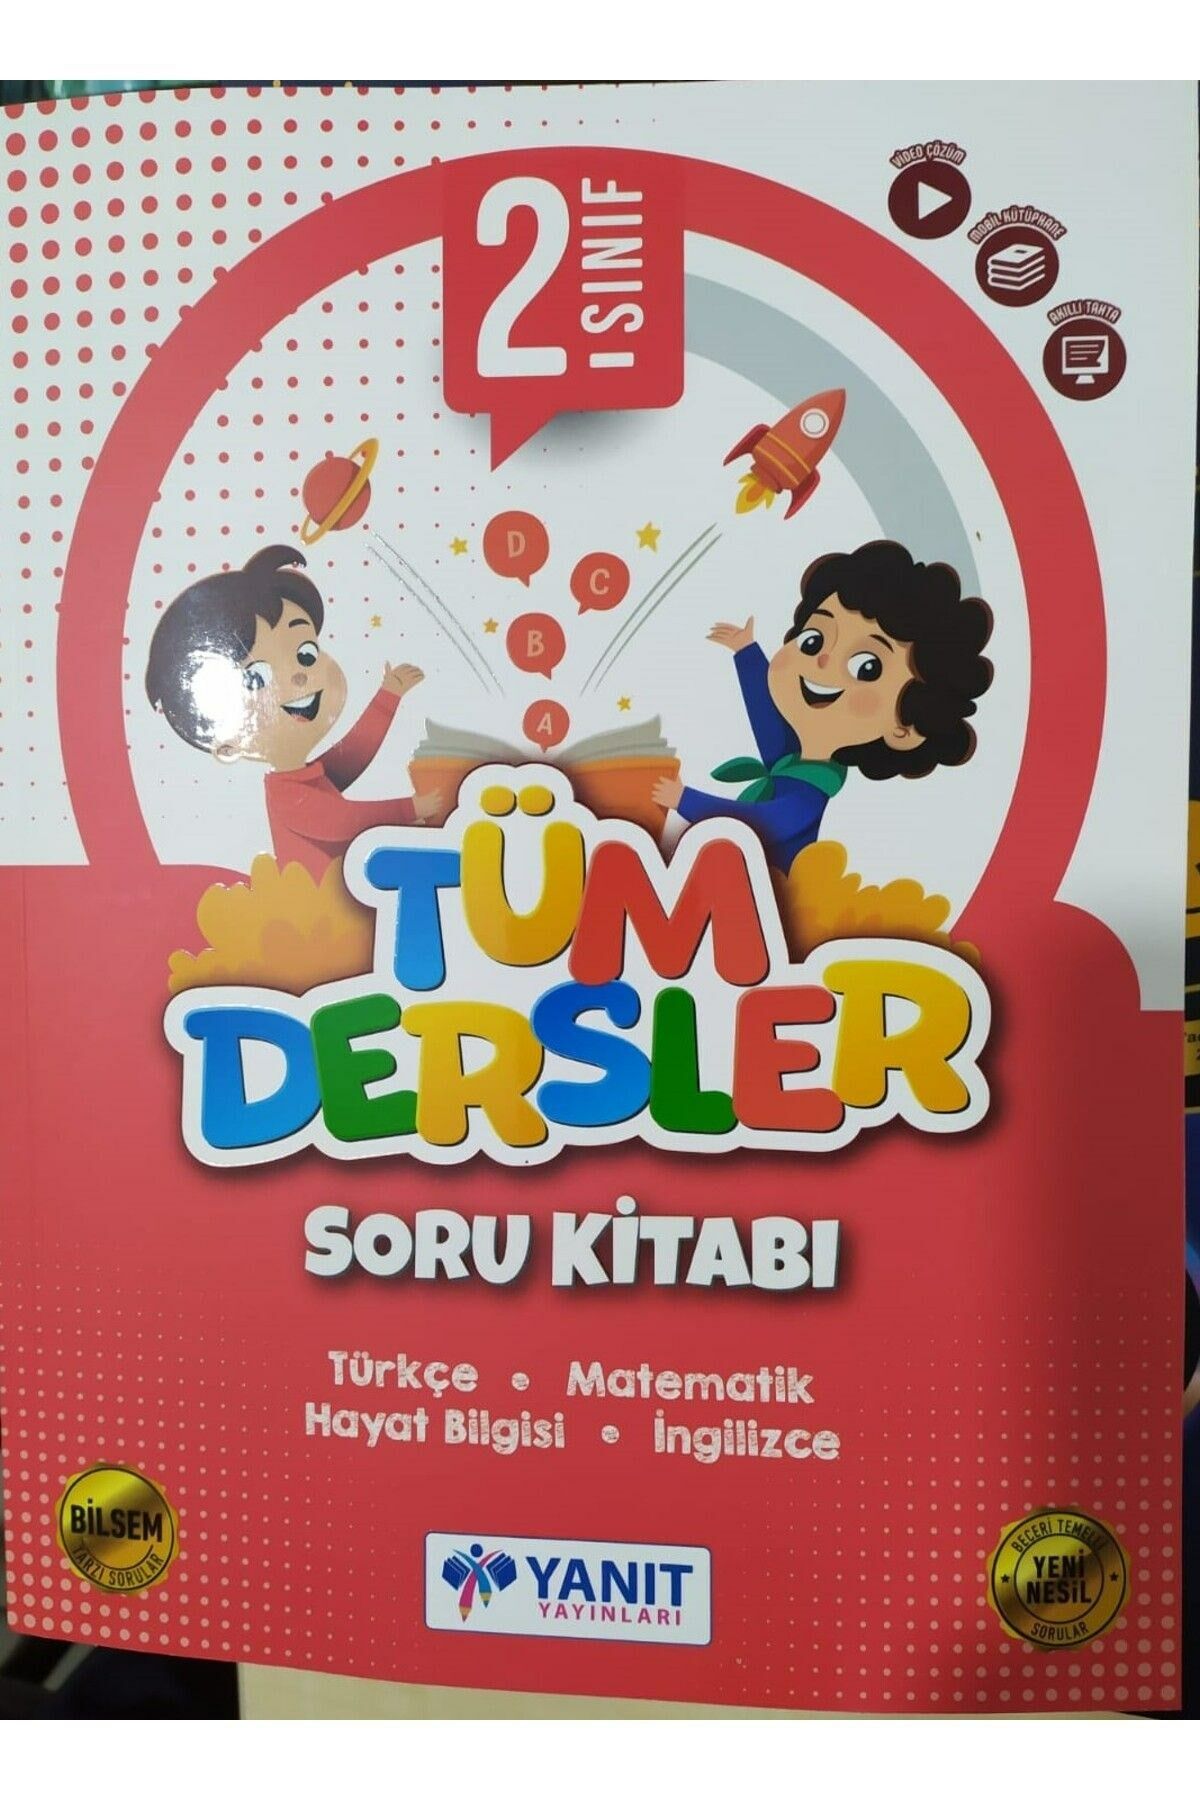 2. SINIF
VİDEO ÇÖZÜM
MOBİL KÜTÜPHANE
AKILLI TAHTA
D
C
B
A
TÜM
DERSLER
SORU KİTABI
Türkçe • Matematik
Hayat Bilgisi • İngilizce
BİLSEM
TARZI SORULAR
YANIT
YAYINLARI
BECERİ TEMELLİ
YENİ
NESİL
SORULAR